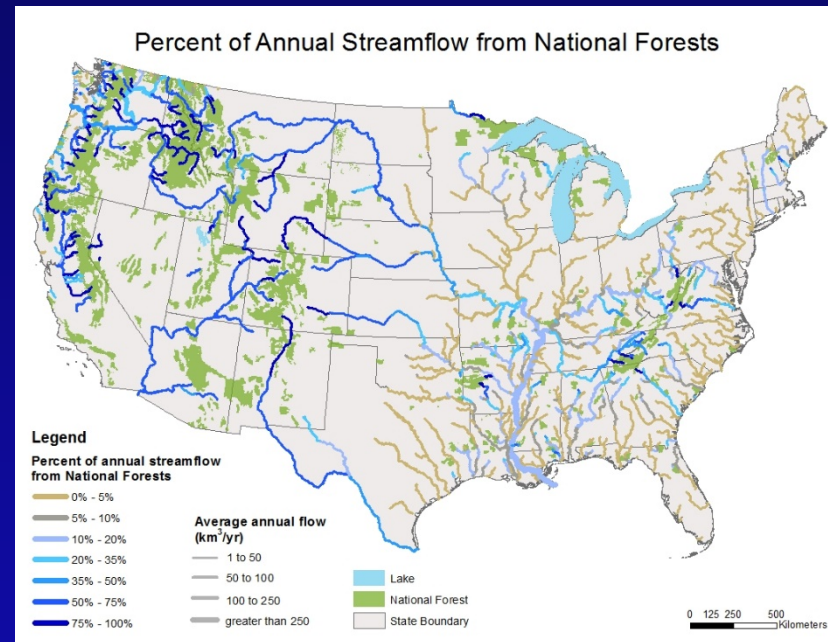 Percent of Annual Streamflow from National Forests
Legend
Percent of annual streamflow
from National Forests
0% - 5%
5% - 10%
10% - 20%
20% - 35%
35% - 50%
50% - 75%
75% - 100%
Average annual flow
(km³/yr)
1 to 50
50 to 100
100 to 250
greater than 250
Lake
National Forest
State Boundary
0 125 250 500
Kilometers